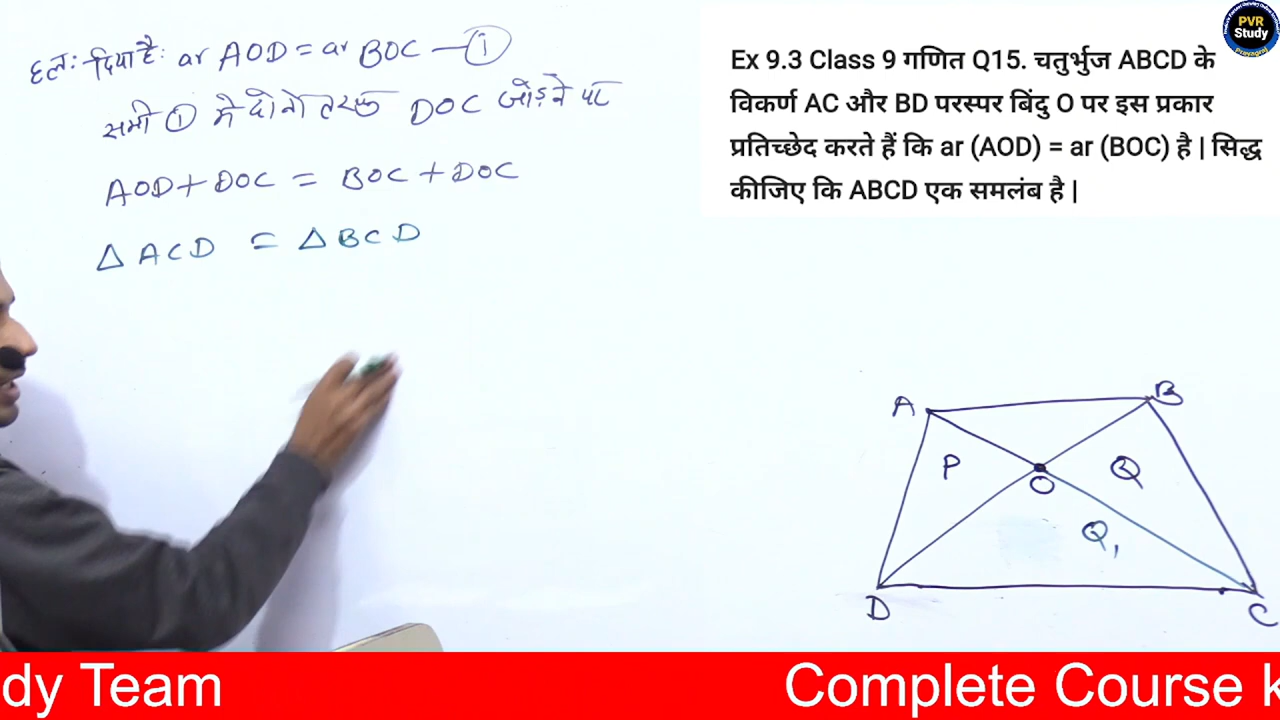 हल: दिया है: ar AOD = ar BOC — ①
समी ① में दोनो तरफ DOC जोड़ने पर
AOD + DOC = BOC + DOC
△ ACD = △ BCD
PVR
Study
Prayagraj
Ex 9.3 Class 9 गणित Q15. चतुर्भुज ABCD के
विकर्ण AC और BD परस्पर बिंदु O पर इस प्रकार
प्रतिच्छेद करते हैं कि ar (AOD) = ar (BOC) है | सिद्ध
कीजिए कि ABCD एक समलंब है |
A B
P O Q
Q,
D C
dy Team Complete Course k